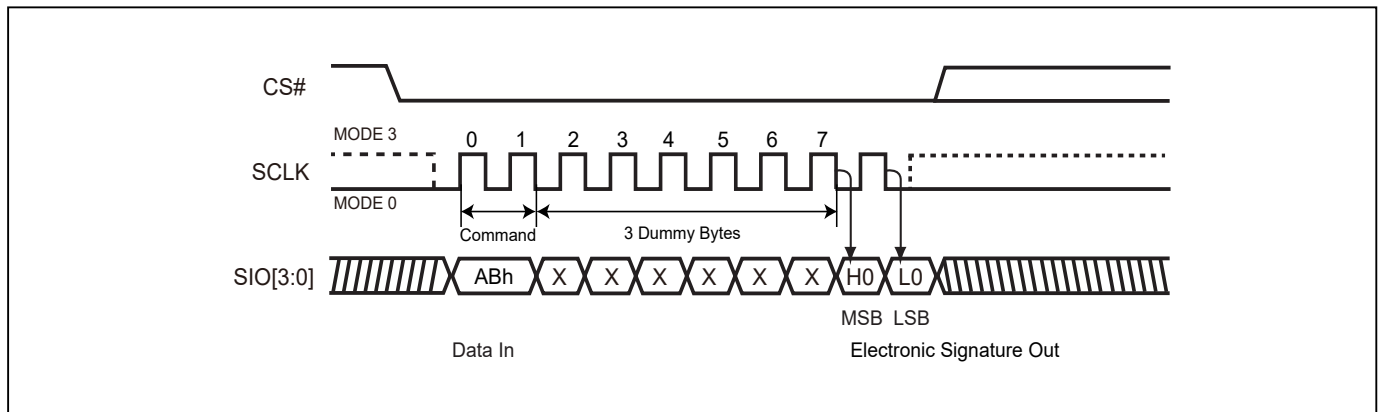 CS#
MODE 3
0 1 2 3 4 5 6 7
SCLK
MODE 0
Command 3 Dummy Bytes
SIO[3:0] ABh X X X X X X H0 L0
MSB LSB
Data In Electronic Signature Out